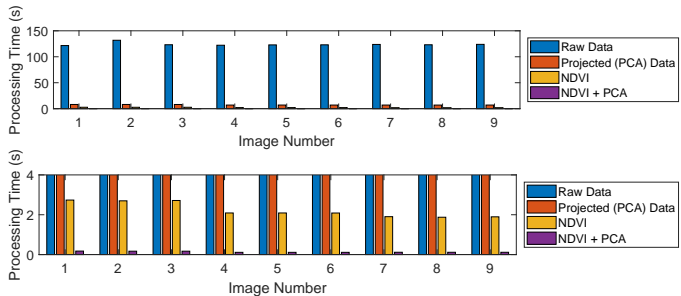 Processing Time (s)
150
100
50
0
1 2 3 4 5 6 7 8 9
Image Number
Raw Data
Projected (PCA) Data
NDVI
NDVI + PCA
Processing Time (s)
4
2
0
1 2 3 4 5 6 7 8 9
Image Number
Raw Data
Projected (PCA) Data
NDVI
NDVI + PCA